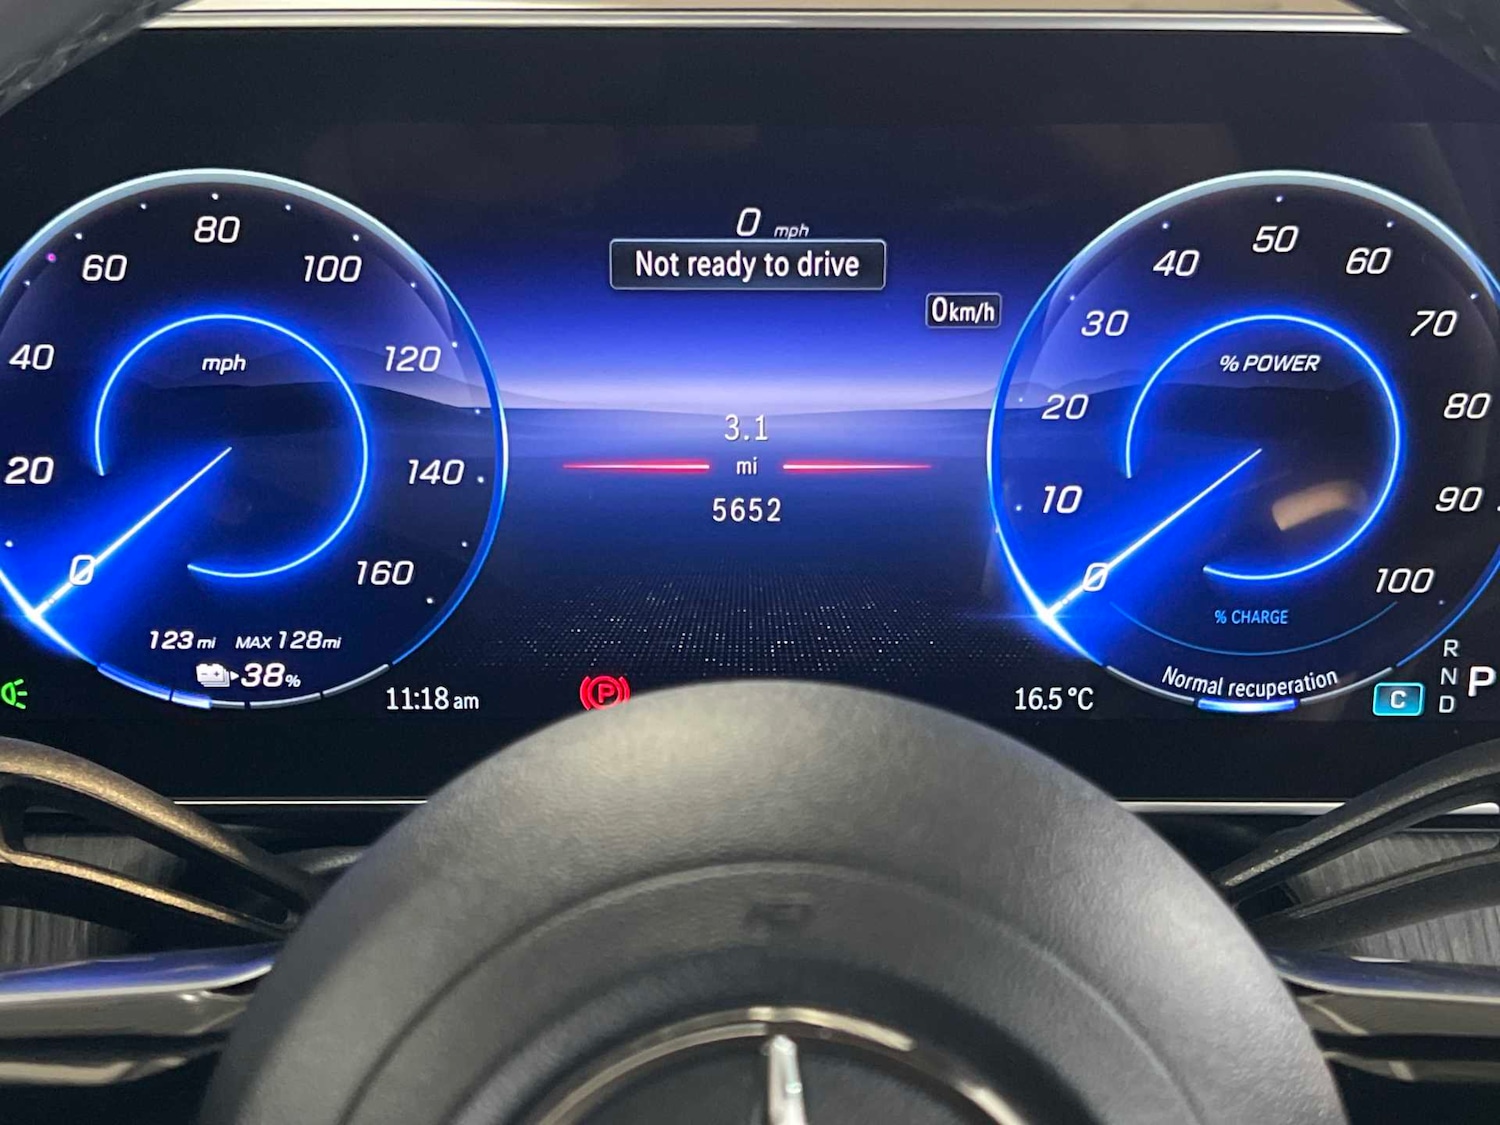 0 mph
Not ready to drive
0km/h
0
20
40
60
80
100
120
140
160
mph
123 mi MAX 128mi
38%
11:18 am
3.1
mi
5652
P
16.5 °C
0
10
20
30
40
50
60
70
80
90
100
% POWER
% CHARGE
Normal recuperation
C
R
N
D
P